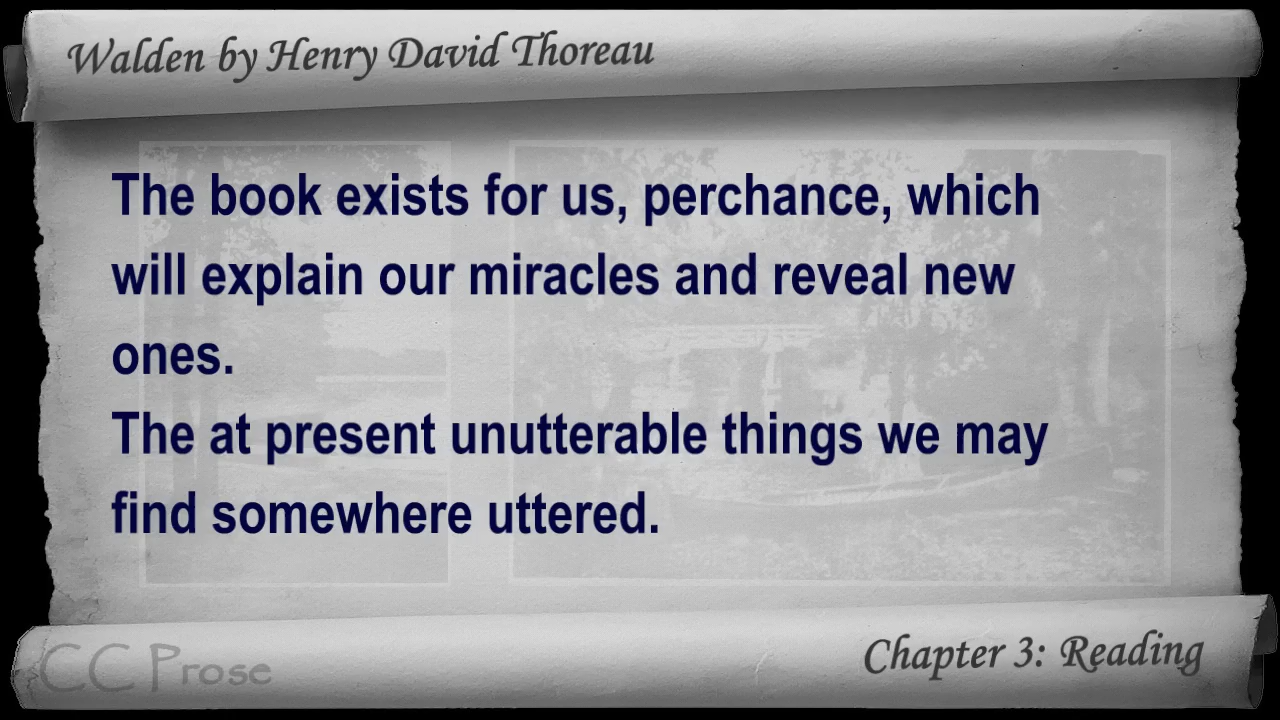 Walden by Henry David Thoreau
The book exists for us, perchance, which
will explain our miracles and reveal new
ones.
The at present unutterable things we may
find somewhere uttered.
CC Prose
Chapter 3: Reading